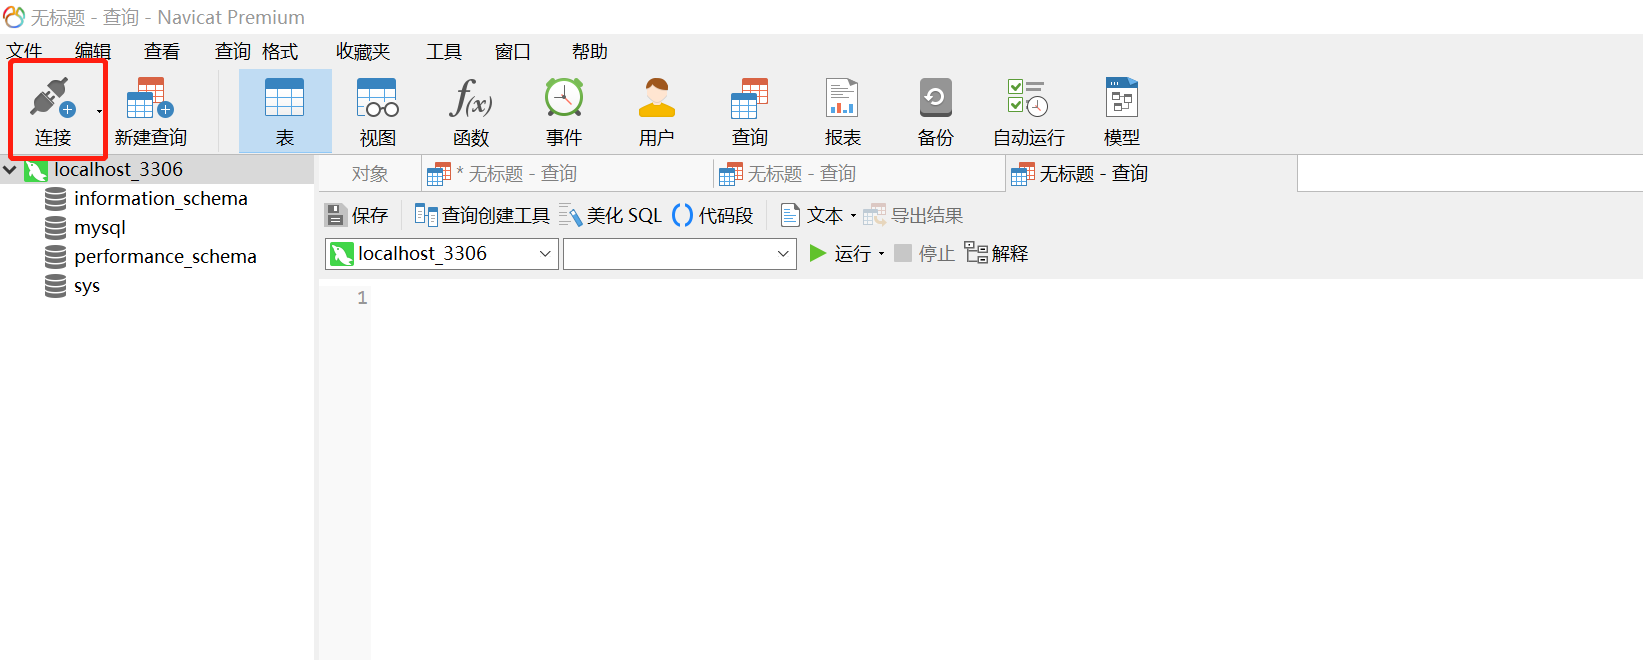 无标题 - 查询 - Navicat Premium
文件 编辑 查看 查询 格式 收藏夹 工具 窗口 帮助
连接 新建查询 表 视图 函数 事件 用户 查询 报表 备份 自动运行 模型
localhost_3306
information_schema
mysql
performance_schema
sys
对象 * 无标题 - 查询 无标题 - 查询 无标题 - 查询
保存 查询创建工具 美化 SQL 代码段 文本 导出结果
localhost_3306 运行 停止 解释
1